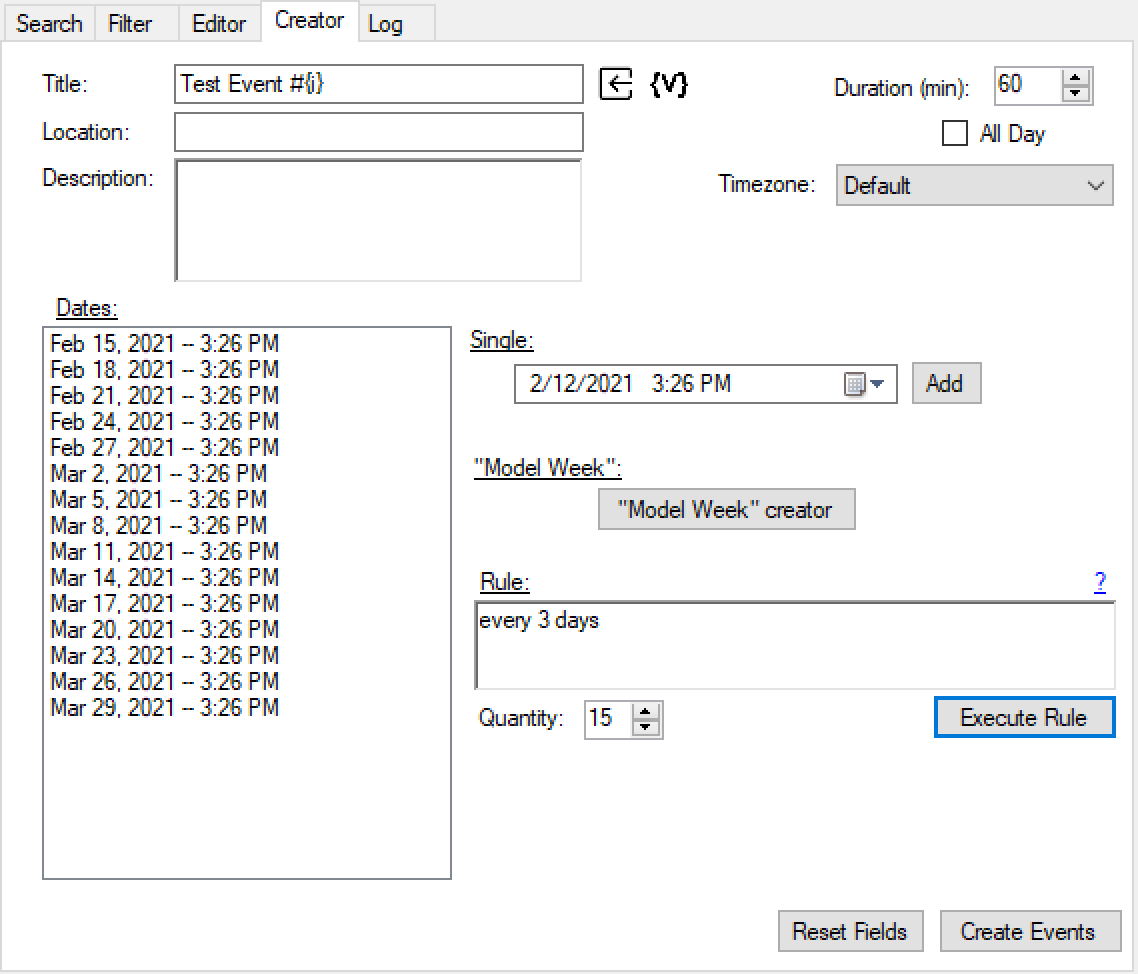 Search Filter Editor Creator Log
Title: Test Event #{i} {V} Duration (min): 60
Location: All Day
Description: Timezone: Default
Dates:
Feb 15, 2021 -- 3:26 PM
Feb 18, 2021 -- 3:26 PM
Feb 21, 2021 -- 3:26 PM
Feb 24, 2021 -- 3:26 PM
Feb 27, 2021 -- 3:26 PM
Mar 2, 2021 -- 3:26 PM
Mar 5, 2021 -- 3:26 PM
Mar 8, 2021 -- 3:26 PM
Mar 11, 2021 -- 3:26 PM
Mar 14, 2021 -- 3:26 PM
Mar 17, 2021 -- 3:26 PM
Mar 20, 2021 -- 3:26 PM
Mar 23, 2021 -- 3:26 PM
Mar 26, 2021 -- 3:26 PM
Mar 29, 2021 -- 3:26 PM
Single:
2/12/2021 3:26 PM Add
"Model Week":
"Model Week" creator
Rule: ?
every 3 days
Quantity: 15 Execute Rule
Reset Fields Create Events